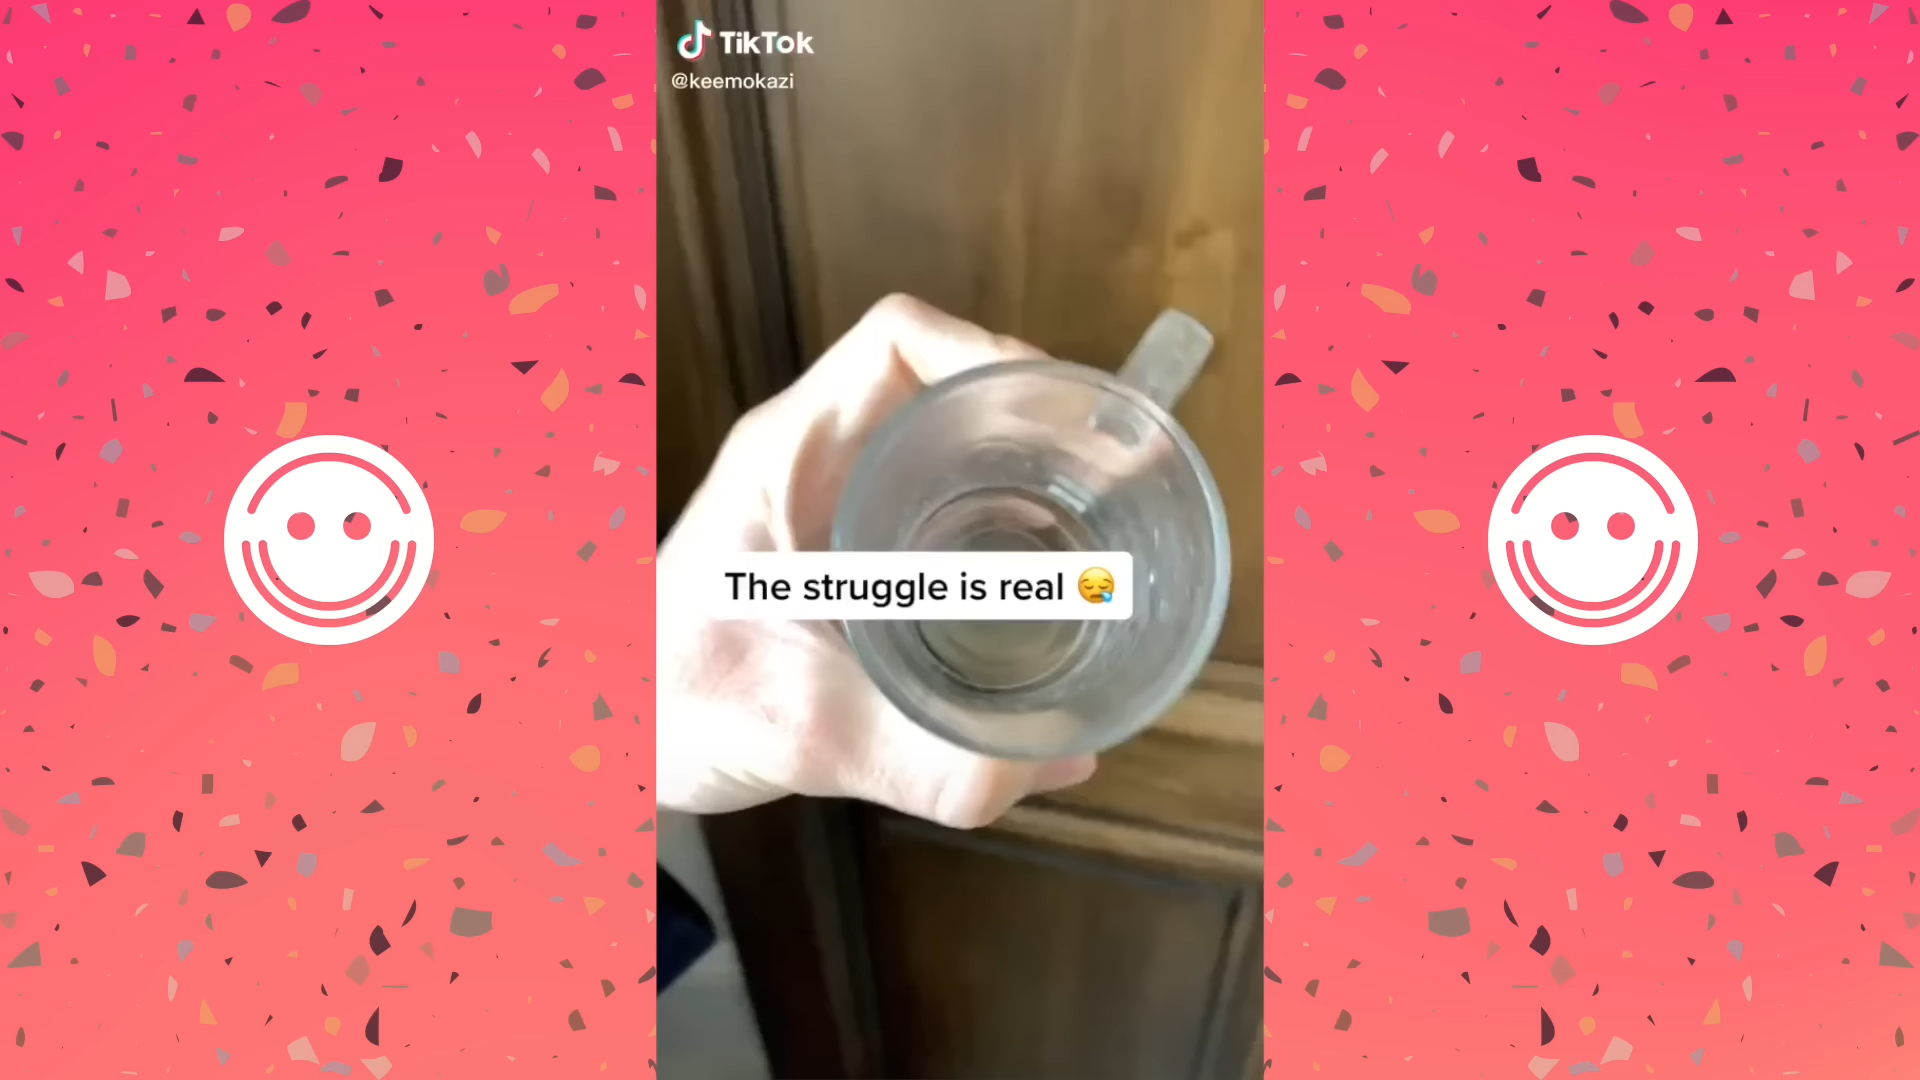 TikTok
@keemokazi
The struggle is real 😪